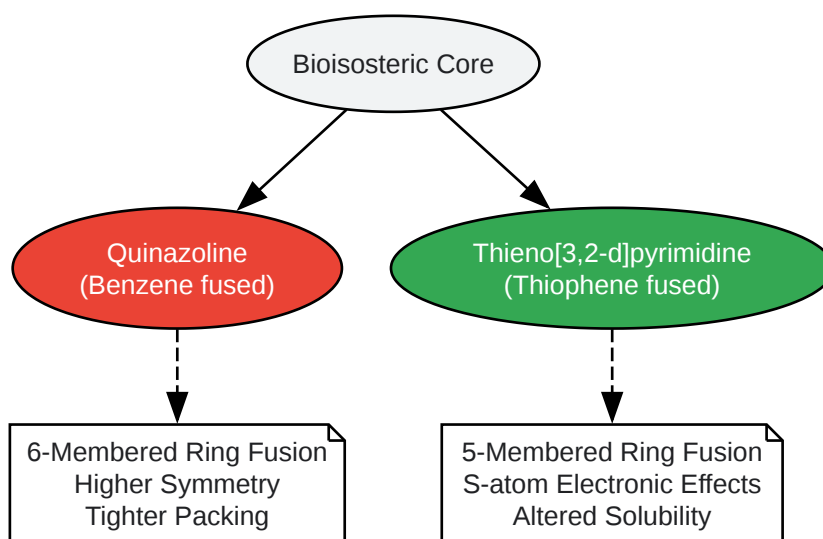 Bioisosteric Core
Quinazoline
(Benzene fused)
Thieno[3,2-d]pyrimidine
(Thiophene fused)
6-Membered Ring Fusion
Higher Symmetry
Tighter Packing
5-Membered Ring Fusion
S-atom Electronic Effects
Altered Solubility